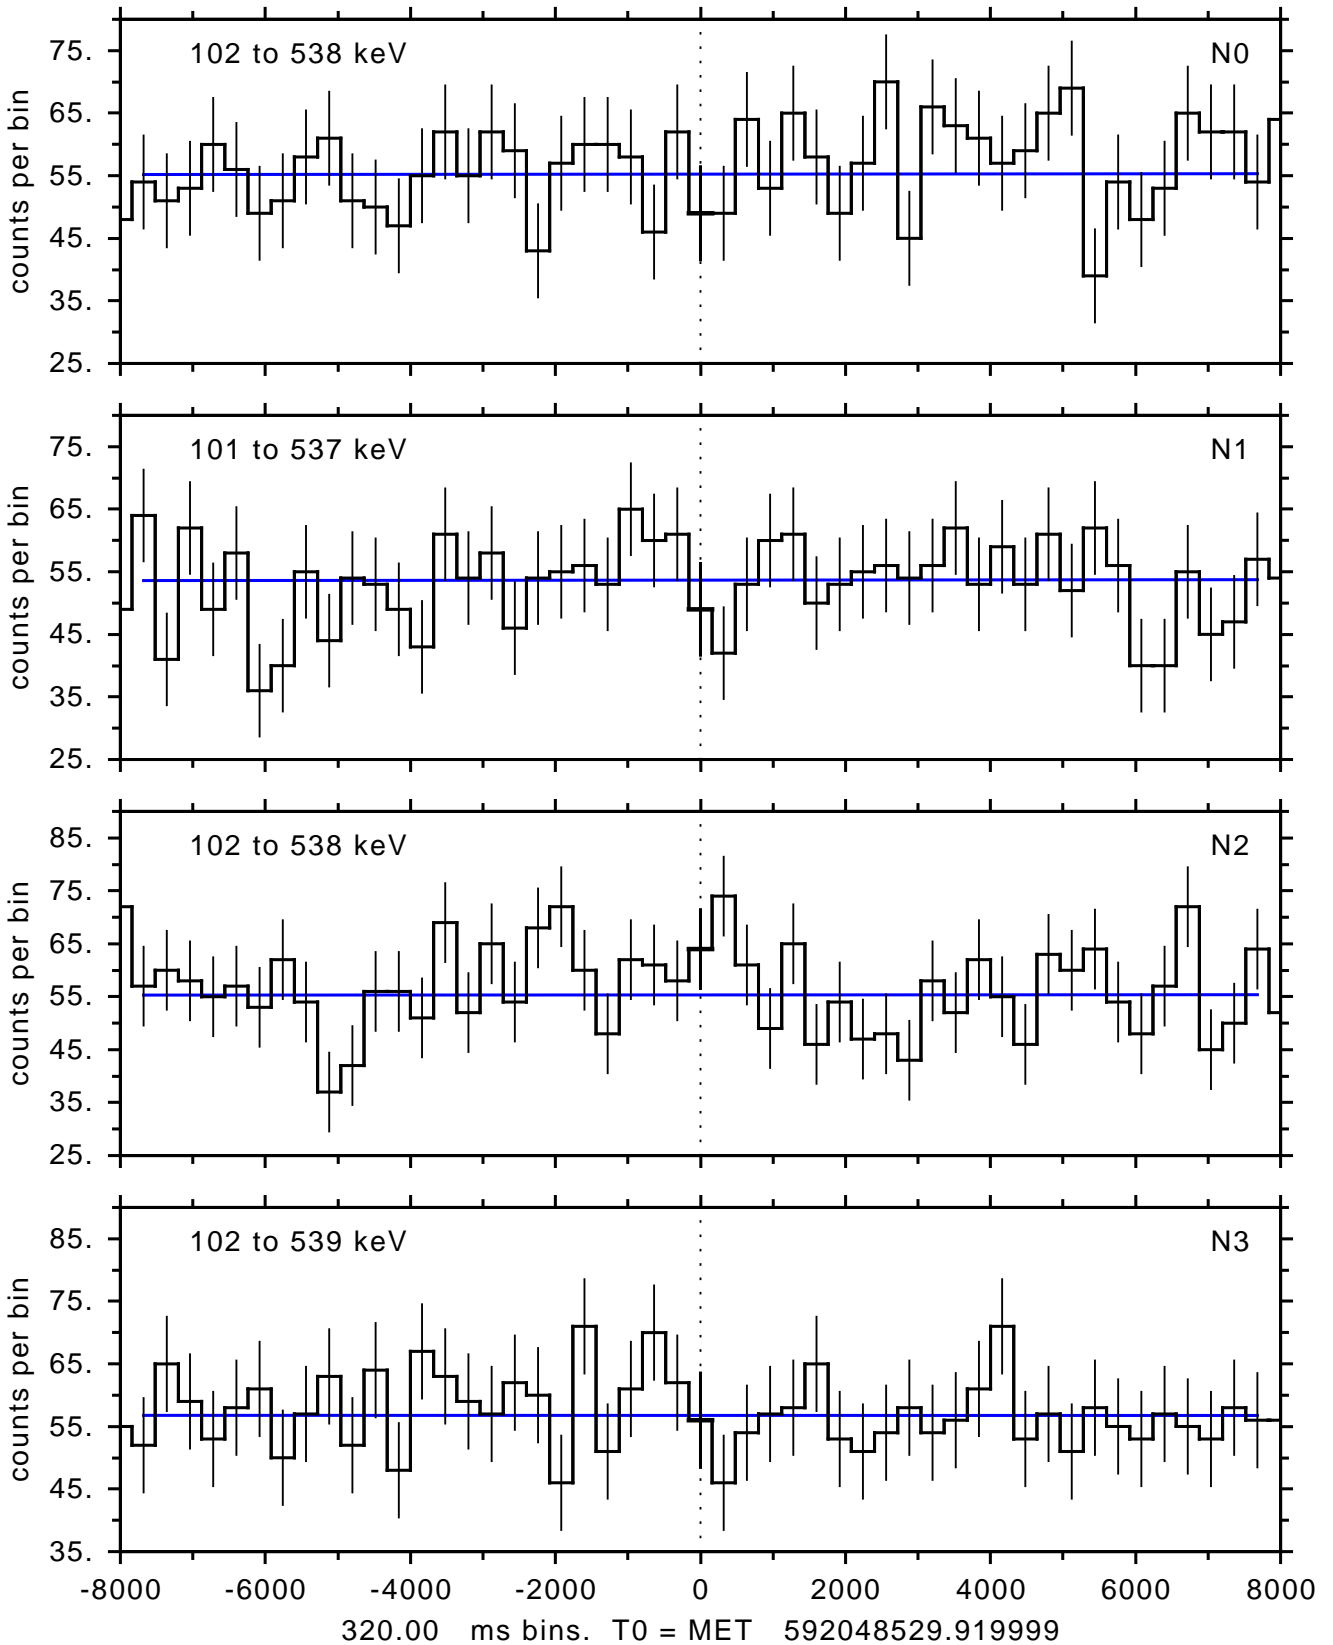 75.
102 to 538 keV
N0
65.
55.
45.
35.
25.
counts per bin
75.
101 to 537 keV
N1
65.
55.
45.
35.
25.
counts per bin
85.
102 to 538 keV
N2
75.
65.
55.
45.
35.
25.
counts per bin
85.
102 to 539 keV
N3
75.
65.
55.
45.
35.
counts per bin
-8000 -6000 -4000 -2000 0 2000 4000 6000 8000
320.00 ms bins. T0 = MET 592048529.919999